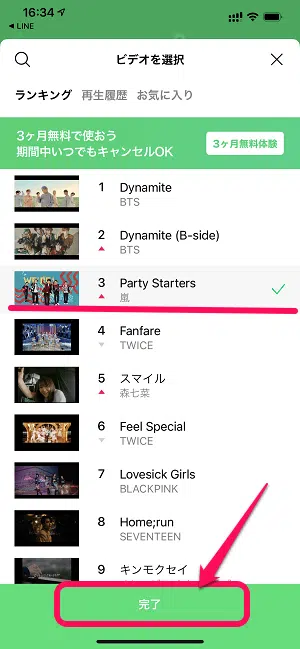 16:34
LINE
ビデオを選択
ランキング 再生履歴 お気に入り
3ヶ月無料で使おう
期間中いつでもキャンセルOK
3ヶ月無料体験
1 Dynamite
BTS
2 Dynamite (B-side)
BTS
3 Party Starters
嵐
4 Fanfare
TWICE
5 スマイル
森七菜
6 Feel Special
TWICE
7 Lovesick Girls
BLACKPINK
8 Home;run
SEVENTEEN
9 キンモクセイ
完了